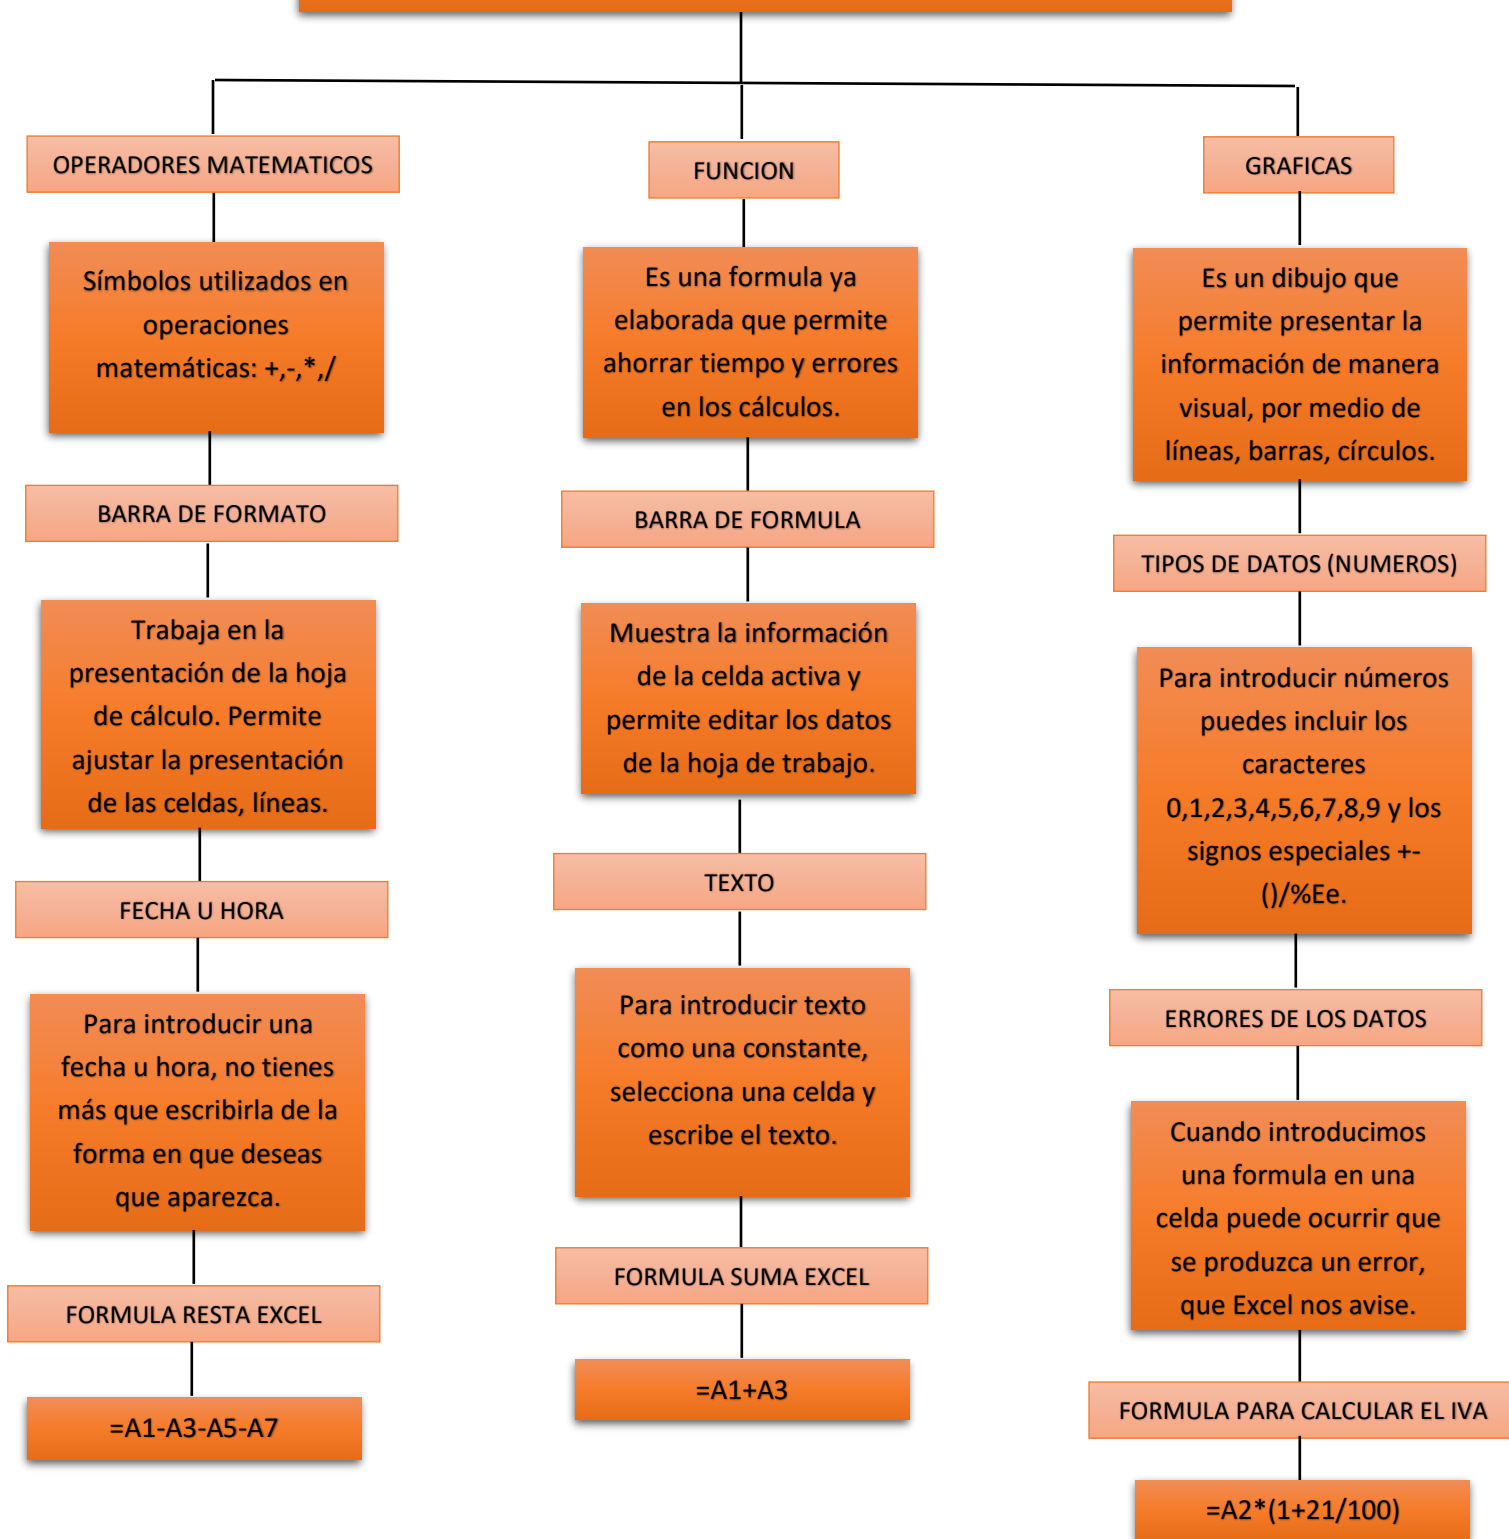 OPERADORES MATEMATICOS
Símbolos utilizados en
operaciones
matemáticas: +,-,*,/
BARRA DE FORMATO
Trabaja en la
presentación de la hoja
de cálculo. Permite
ajustar la presentación
de las celdas, líneas.
FECHA U HORA
Para introducir una
fecha u hora, no tienes
más que escribirla de la
forma en que deseas
que aparezca.
FORMULA RESTA EXCEL
=A1-A3-A5-A7
FUNCION
Es una formula ya
elaborada que permite
ahorrar tiempo y errores
en los cálculos.
BARRA DE FORMULA
Muestra la información
de la celda activa y
permite editar los datos
de la hoja de trabajo.
TEXTO
Para introducir texto
como una constante,
selecciona una celda y
escribe el texto.
FORMULA SUMA EXCEL
=A1+A3
GRAFICAS
Es un dibujo que
permite presentar la
información de manera
visual, por medio de
líneas, barras, círculos.
TIPOS DE DATOS (NUMEROS)
Para introducir números
puedes incluir los
caracteres
0,1,2,3,4,5,6,7,8,9 y los
signos especiales +-
()/%Ee.
ERRORES DE LOS DATOS
Cuando introducimos
una formula en una
celda puede ocurrir que
se produzca un error,
que Excel nos avise.
FORMULA PARA CALCULAR EL IVA
=A2*(1+21/100)